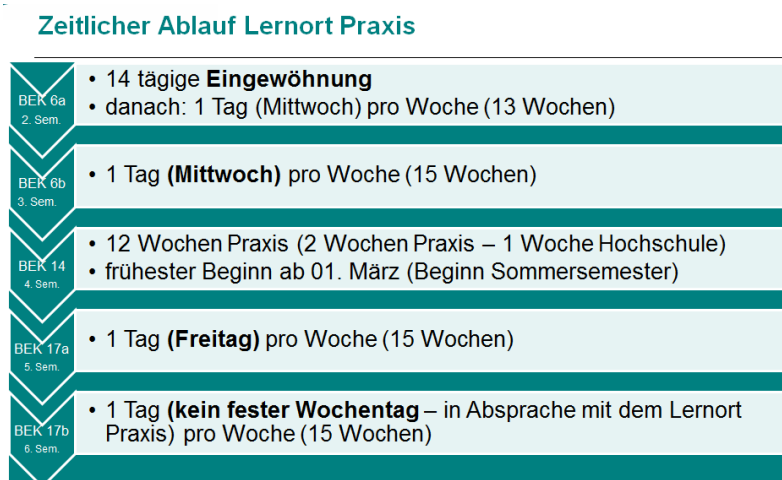 Zeitlicher Ablauf Lernort Praxis
BEK 6a
2. Sem.
• 14 tägige Eingewöhnung
• danach: 1 Tag (Mittwoch) pro Woche (13 Wochen)
BEK 6b
3. Sem.
• 1 Tag (Mittwoch) pro Woche (15 Wochen)
BEK 14
4. Sem.
• 12 Wochen Praxis (2 Wochen Praxis – 1 Woche Hochschule)
• frühester Beginn ab 01. März (Beginn Sommersemester)
BEK 17a
5. Sem.
• 1 Tag (Freitag) pro Woche (15 Wochen)
BEK 17b
6. Sem.
• 1 Tag (kein fester Wochentag – in Absprache mit dem Lernort
Praxis) pro Woche (15 Wochen)